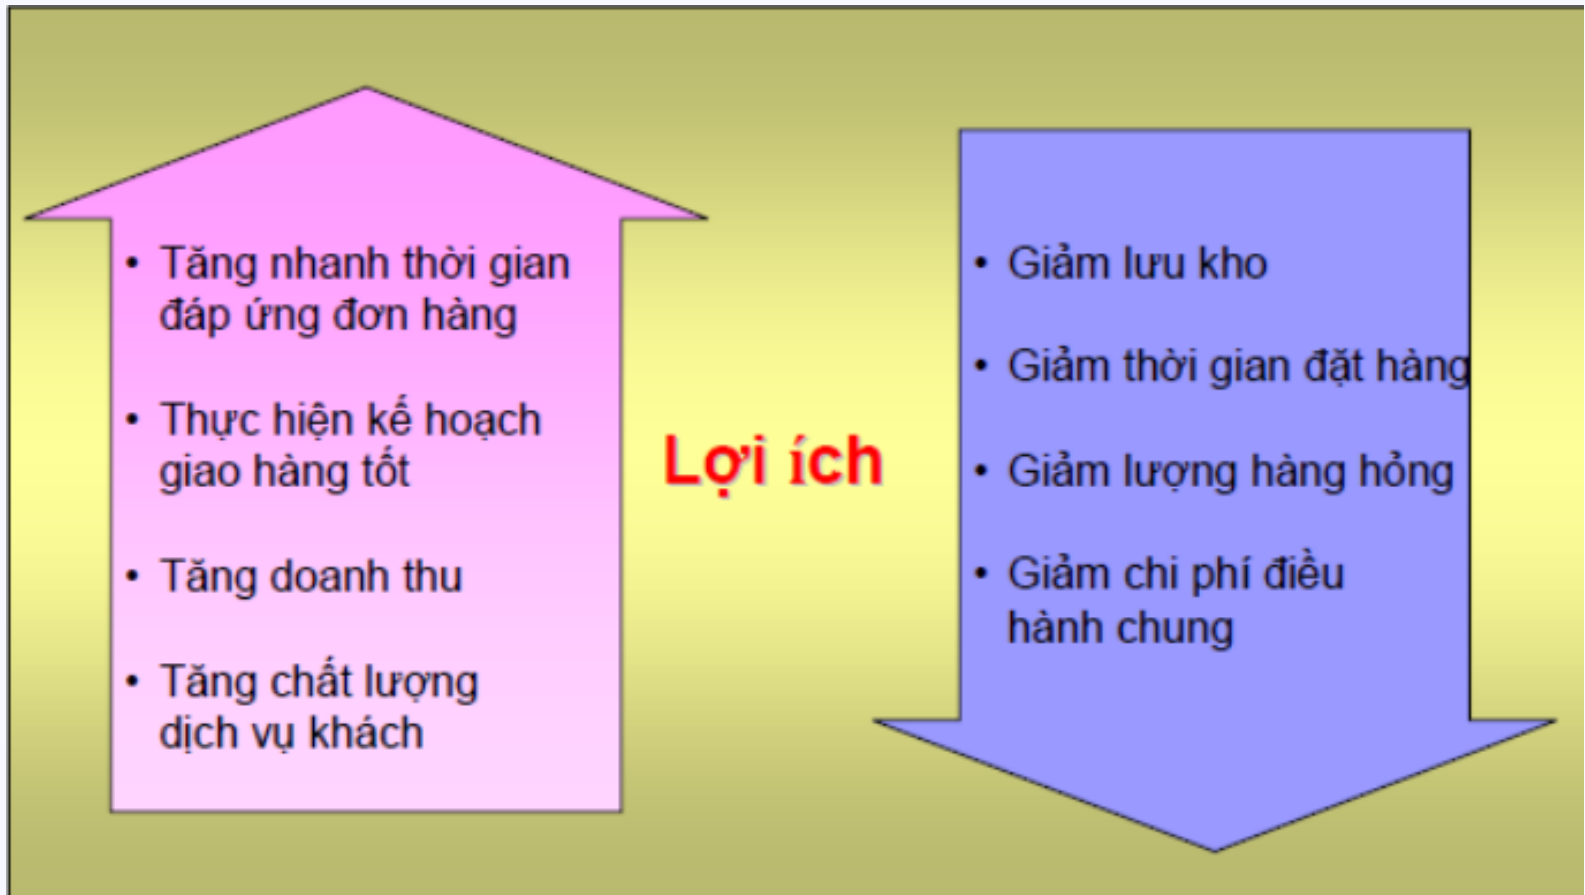 • Tăng nhanh thời gian
đáp ứng đơn hàng
• Thực hiện kế hoạch
giao hàng tốt
• Tăng doanh thu
• Tăng chất lượng
dịch vụ khách
Lợi ích
• Giảm lưu kho
• Giảm thời gian đặt hàng
• Giảm lượng hàng hỏng
• Giảm chi phí điều
hành chung